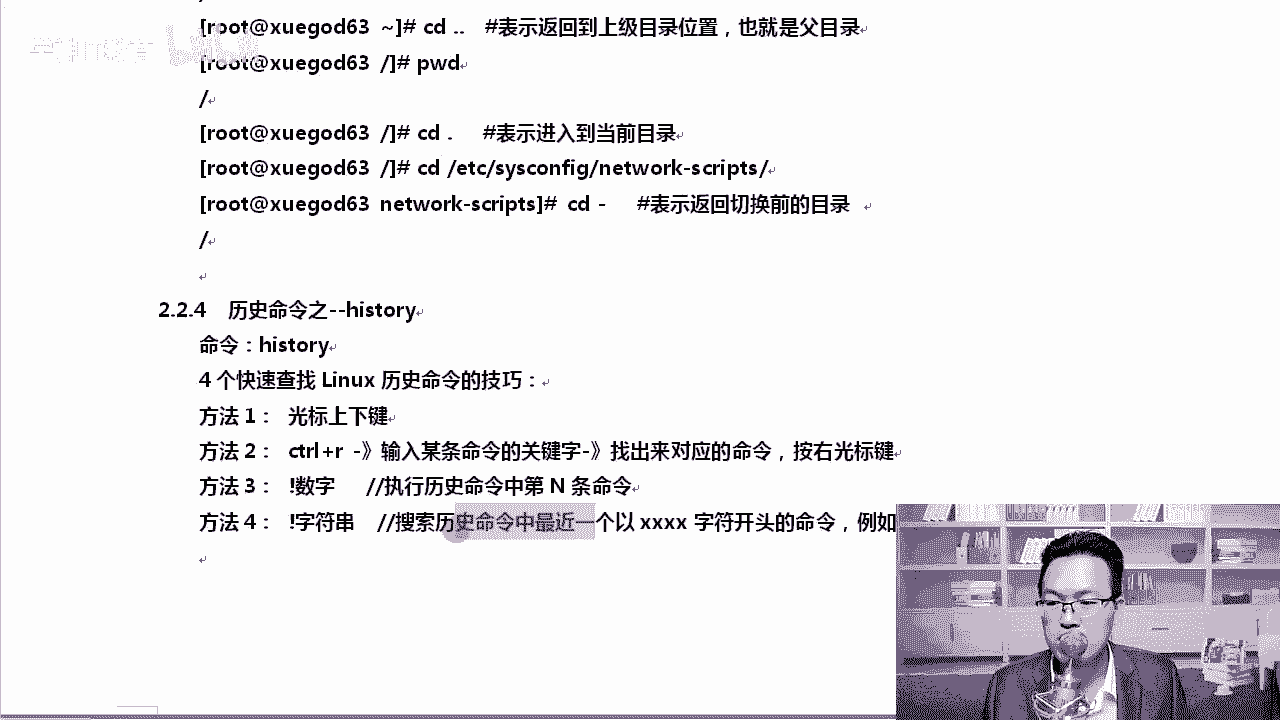 [root@xuegod63 ~]# cd .. #表示返回到上级目录位置，也就是父目录
[root@xuegod63 /]# pwd
/
[root@xuegod63 /]# cd . #表示进入到当前目录
[root@xuegod63 /]# cd /etc/sysconfig/network-scripts/
[root@xuegod63 network-scripts]# cd - #表示返回切换前的目录
/
2.2.4 历史命令之--history
命令：history
4 个快速查找 Linux 历史命令的技巧：
方法 1： 光标上下键
方法 2： ctrl+r -》输入某条命令的关键字-》找出来对应的命令，按右光标键
方法 3： !数字 //执行历史命令中第 N 条命令
方法 4： !字符串 //搜索历史命令中最近一个以 xxxx 字符开头的命令，例如